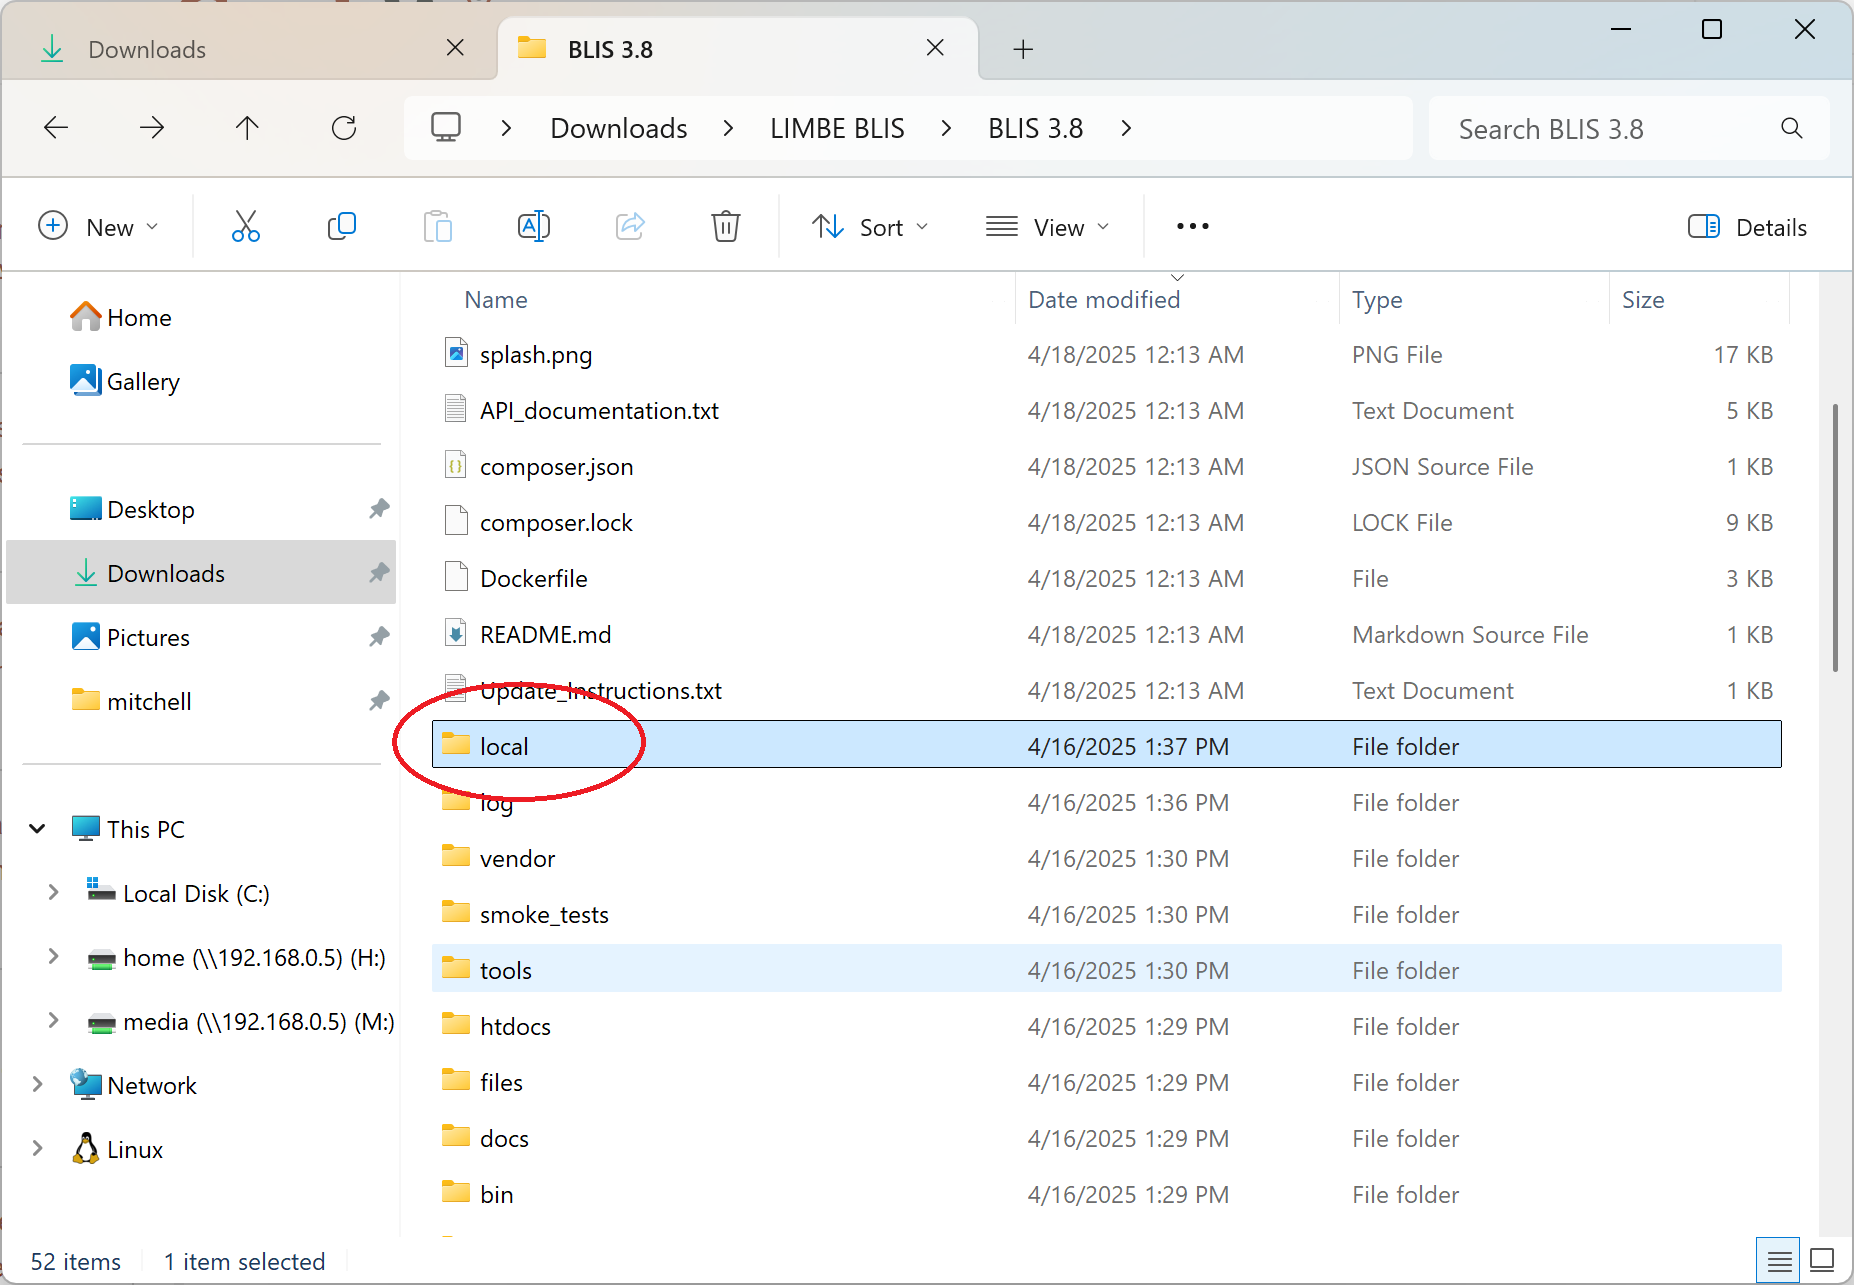 Downloads
BLIS 3.8
Downloads > LIMBE BLIS > BLIS 3.8 >
Search BLIS 3.8
New
Sort
View
Details
Home
Gallery
Desktop
Downloads
Pictures
mitchell
This PC
Local Disk (C:)
home (\\192.168.0.5) (H:)
media (\\192.168.0.5) (M:)
Network
Linux
Name Date modified Type Size
splash.png 4/18/2025 12:13 AM PNG File 17 KB
API_documentation.txt 4/18/2025 12:13 AM Text Document 5 KB
composer.json 4/18/2025 12:13 AM JSON Source File 1 KB
composer.lock 4/18/2025 12:13 AM LOCK File 9 KB
Dockerfile 4/18/2025 12:13 AM File 3 KB
README.md 4/18/2025 12:13 AM Markdown Source File 1 KB
Update_Instructions.txt 4/18/2025 12:13 AM Text Document 1 KB
local 4/16/2025 1:37 PM File folder
log 4/16/2025 1:36 PM File folder
vendor 4/16/2025 1:30 PM File folder
smoke_tests 4/16/2025 1:30 PM File folder
tools 4/16/2025 1:30 PM File folder
htdocs 4/16/2025 1:29 PM File folder
files 4/16/2025 1:29 PM File folder
docs 4/16/2025 1:29 PM File folder
bin 4/16/2025 1:29 PM File folder
52 items 1 item selected